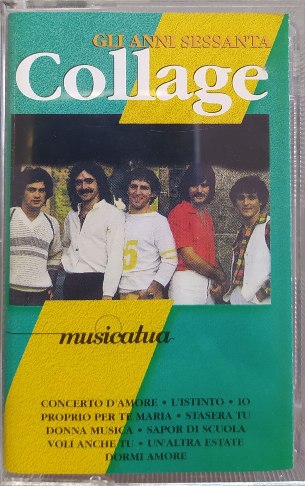 GLI ANNI SESSANTA
Collage
5
musicatua
CONCERTO D'AMORE • L'ISTINTO • IO
PROPRIO PER TE MARIA • STASERA TU
DONNA MUSICA • SAPOR DI SCUOLA
VOLI ANCHE TU • UN'ALTRA ESTATE
DORMI AMORE